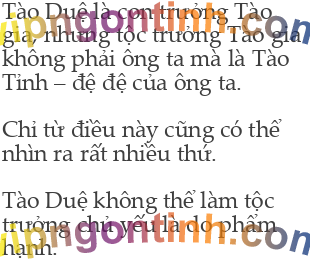 Tào Duệ là con trưởng Tào
gia, nhưng tộc trưởng Tào gia
không phải ông ta mà là Tào
Tỉnh – đệ đệ của ông ta.
Chỉ từ điều này cũng có thể
nhìn ra rất nhiều thứ.
Tào Duệ không thể làm tộc
trưởng chủ yếu là do phẩm
hạnh.
vipngontinh.com
vipngontinh.com